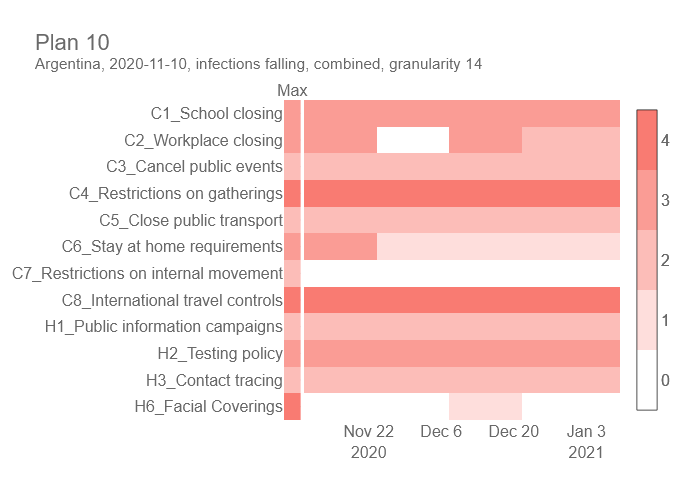 Plan 10
Argentina, 2020-11-10, infections falling, combined, granularity 14
Max
C1_School closing
C2_Workplace closing
C3_Cancel public events
C4_Restrictions on gatherings
C5_Close public transport
C6_Stay at home requirements
C7_Restrictions on internal movement
C8_International travel controls
H1_Public information campaigns
H2_Testing policy
H3_Contact tracing
H6_Facial Coverings
4
3
2
1
0
Nov 22 Dec 6 Dec 20 Jan 3
2020 2021